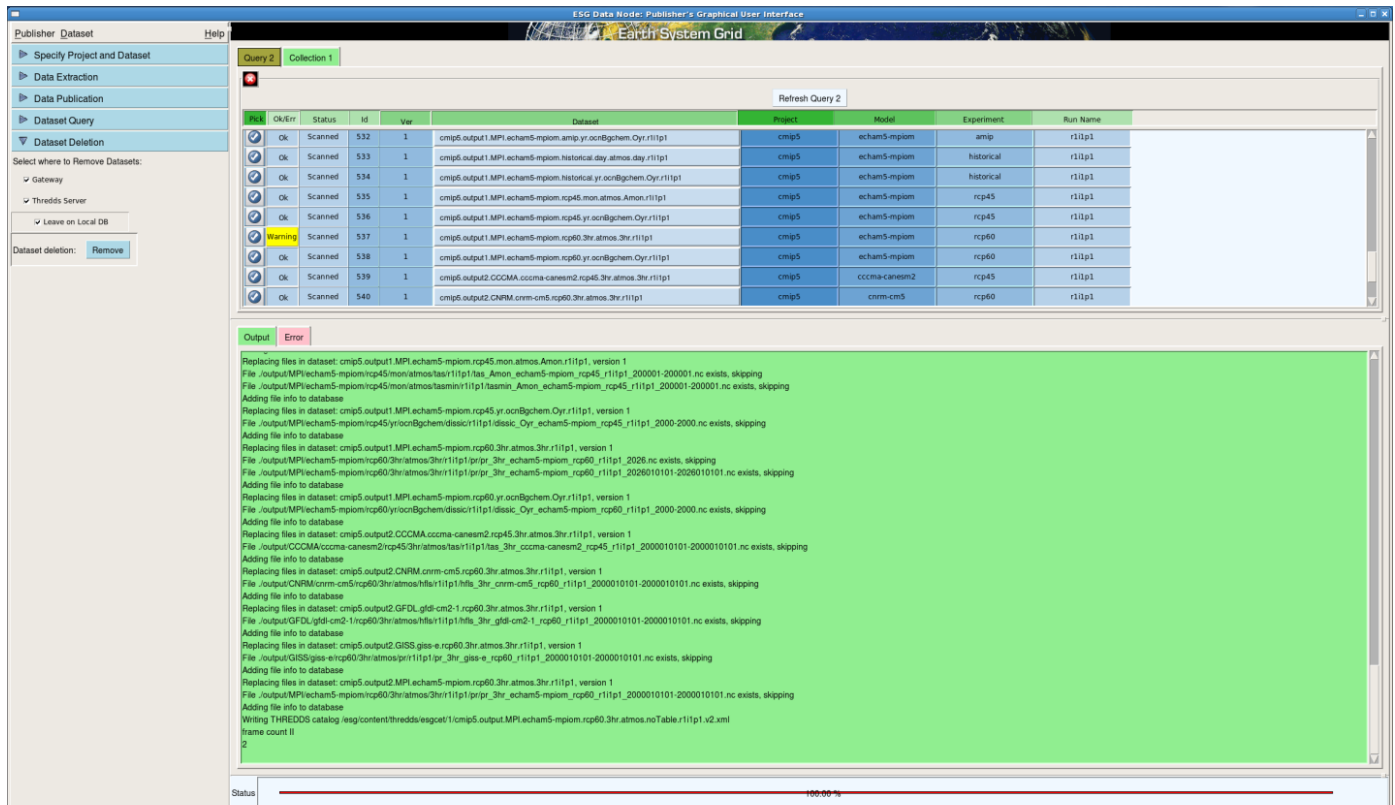 ESG Data Node: Publisher's Graphical User Interface
Publisher Dataset Help
Earth System Grid
Specify Project and Dataset
Data Extraction
Data Publication
Dataset Query
Dataset Deletion
Select where to Remove Datasets:
Gateway
Thredds Server
Leave on Local DB
Dataset deletion: Remove
Query 2 Collection 1
Refresh Query 2
Pick Ok/Err Status Id Ver Dataset Project Model Experiment Run Name
Ok Scanned 532 1 cmip5.output1.MPI.echam5-mpiom.amip.yr.ocnBgchem.Oyr.r1i1p1 cmip5 echam5-mpiom amip r1i1p1
Ok Scanned 533 1 cmip5.output1.MPI.echam5-mpiom.historical.day.atmos.day.r1i1p1 cmip5 echam5-mpiom historical r1i1p1
Ok Scanned 534 1 cmip5.output1.MPI.echam5-mpiom.historical.yr.ocnBgchem.Oyr.r1i1p1 cmip5 echam5-mpiom historical r1i1p1
Ok Scanned 535 1 cmip5.output1.MPI.echam5-mpiom.rcp45.mon.atmos.Amon.r1i1p1 cmip5 echam5-mpiom rcp45 r1i1p1
Ok Scanned 536 1 cmip5.output1.MPI.echam5-mpiom.rcp45.yr.ocnBgchem.Oyr.r1i1p1 cmip5 echam5-mpiom rcp45 r1i1p1
Warning Scanned 537 1 cmip5.output1.MPI.echam5-mpiom.rcp60.3hr.atmos.3hr.r1i1p1 cmip5 echam5-mpiom rcp60 r1i1p1
Ok Scanned 538 1 cmip5.output1.MPI.echam5-mpiom.rcp60.yr.ocnBgchem.Oyr.r1i1p1 cmip5 echam5-mpiom rcp60 r1i1p1
Ok Scanned 539 1 cmip5.output2.CCCMA.cccma-canesm2.rcp45.3hr.atmos.3hr.r1i1p1 cmip5 cccma-canesm2 rcp45 r1i1p1
Ok Scanned 540 1 cmip5.output2.CNRM.cnrm-cm5.rcp60.3hr.atmos.3hr.r1i1p1 cmip5 cnrm-cm5 rcp60 r1i1p1
Output Error
Replacing files in dataset: cmip5.output1.MPI.echam5-mpiom.rcp45.mon.atmos.Amon.r1i1p1, version 1
File ./output/MPI/echam5-mpiom/rcp45/mon/atmos/tas/r1i1p1/tas_Amon_echam5-mpiom_rcp45_r1i1p1_200001-200001.nc exists, skipping
File ./output/MPI/echam5-mpiom/rcp45/mon/atmos/tasmin/r1i1p1/tasmin_Amon_echam5-mpiom_rcp45_r1i1p1_200001-200001.nc exists, skipping
Adding file info to database
Replacing files in dataset: cmip5.output1.MPI.echam5-mpiom.rcp45.yr.ocnBgchem.Oyr.r1i1p1, version 1
File ./output/MPI/echam5-mpiom/rcp45/yr/ocnBgchem/dissic/r1i1p1/dissic_Oyr_echam5-mpiom_rcp45_r1i1p1_2000-2000.nc exists, skipping
Adding file info to database
Replacing files in dataset: cmip5.output1.MPI.echam5-mpiom.rcp60.3hr.atmos.3hr.r1i1p1, version 1
File ./output/MPI/echam5-mpiom/rcp60/3hr/atmos/3hr/r1i1p1/pr/pr_3hr_echam5-mpiom_rcp60_r1i1p1_2026.nc exists, skipping
File ./output/MPI/echam5-mpiom/rcp60/3hr/atmos/3hr/r1i1p1/pr/pr_3hr_echam5-mpiom_rcp60_r1i1p1_2026010101-2026010101.nc exists, skipping
Adding file info to database
Replacing files in dataset: cmip5.output1.MPI.echam5-mpiom.rcp60.yr.ocnBgchem.Oyr.r1i1p1, version 1
File ./output/MPI/echam5-mpiom/rcp60/yr/ocnBgchem/dissic/r1i1p1/dissic_Oyr_echam5-mpiom_rcp60_r1i1p1_2000-2000.nc exists, skipping
Adding file info to database
Replacing files in dataset: cmip5.output2.CCCMA.cccma-canesm2.rcp45.3hr.atmos.3hr.r1i1p1, version 1
File ./output/CCCMA/cccma-canesm2/rcp45/3hr/atmos/tas/r1i1p1/tas_3hr_cccma-canesm2_rcp45_r1i1p1_2000010101-2000010101.nc exists, skipping
Adding file info to database
Replacing files in dataset: cmip5.output2.CNRM.cnrm-cm5.rcp60.3hr.atmos.3hr.r1i1p1, version 1
File ./output/CNRM/cnrm-cm5/rcp60/3hr/atmos/hfls/r1i1p1/hfls_3hr_cnrm-cm5_rcp60_r1i1p1_2000010101-2000010101.nc exists, skipping
Adding file info to database
Replacing files in dataset: cmip5.output2.GFDL.gfdl-cm2-1.rcp60.3hr.atmos.3hr.r1i1p1, version 1
File ./output/GFDL/gfdl-cm2-1/rcp60/3hr/atmos/hfls/r1i1p1/hfls_3hr_gfdl-cm2-1_rcp60_r1i1p1_2000010101-2000010101.nc exists, skipping
Adding file info to database
Replacing files in dataset: cmip5.output2.GISS.giss-e.rcp60.3hr.atmos.3hr.r1i1p1, version 1
File ./output/GISS/giss-e/rcp60/3hr/atmos/pr/r1i1p1/pr_3hr_giss-e_rcp60_r1i1p1_2000010101-2000010101.nc exists, skipping
Adding file info to database
Replacing files in dataset: cmip5.output2.MPI.echam5-mpiom.rcp60.3hr.atmos.3hr.r1i1p1, version 1
File ./output/MPI/echam5-mpiom/rcp60/3hr/atmos/3hr/r1i1p1/pr/pr_3hr_echam5-mpiom_rcp60_r1i1p1_2000010101-2000010101.nc exists, skipping
Adding file info to database
Writing THREDDS catalog /esg/content/thredds/esgcet/1/cmip5.output.MPI.echam5-mpiom.rcp60.3hr.atmos.noTable.r1i1p1.v2.xml
frame count II
2
Status 100.00 %